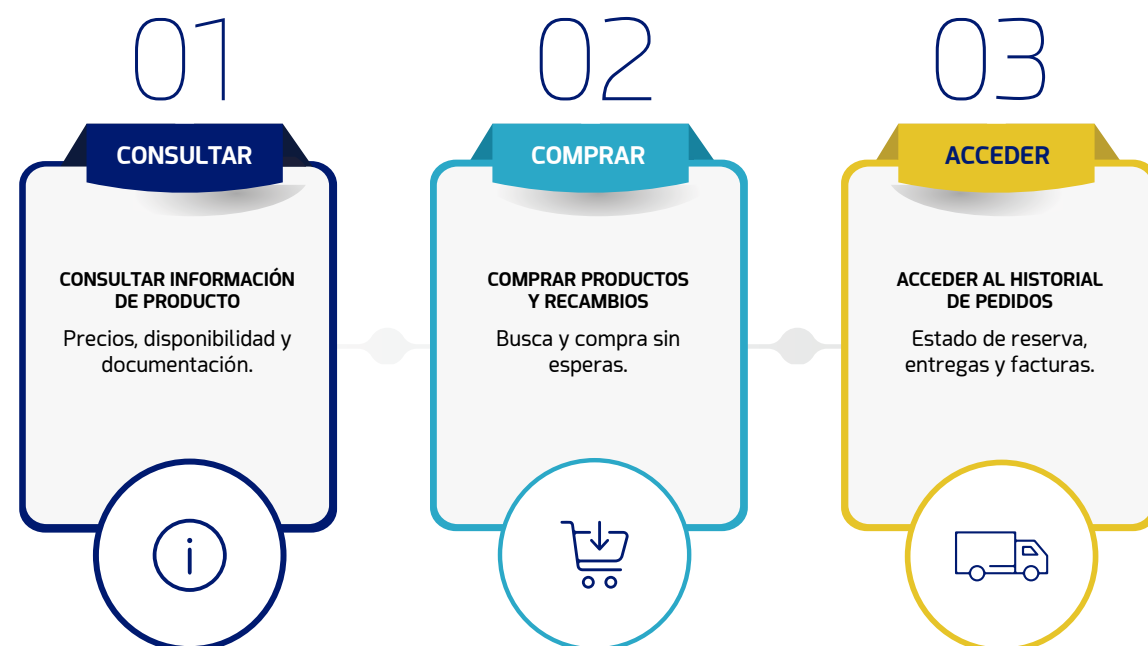 01
CONSULTAR
CONSULTAR INFORMACIÓN
DE PRODUCTO
Precios, disponibilidad y
documentación.
02
COMPRAR
COMPRAR PRODUCTOS
Y RECAMBIOS
Busca y compra sin
esperas.
03
ACCEDER
ACCEDER AL HISTORIAL
DE PEDIDOS
Estado de reserva,
entregas y facturas.